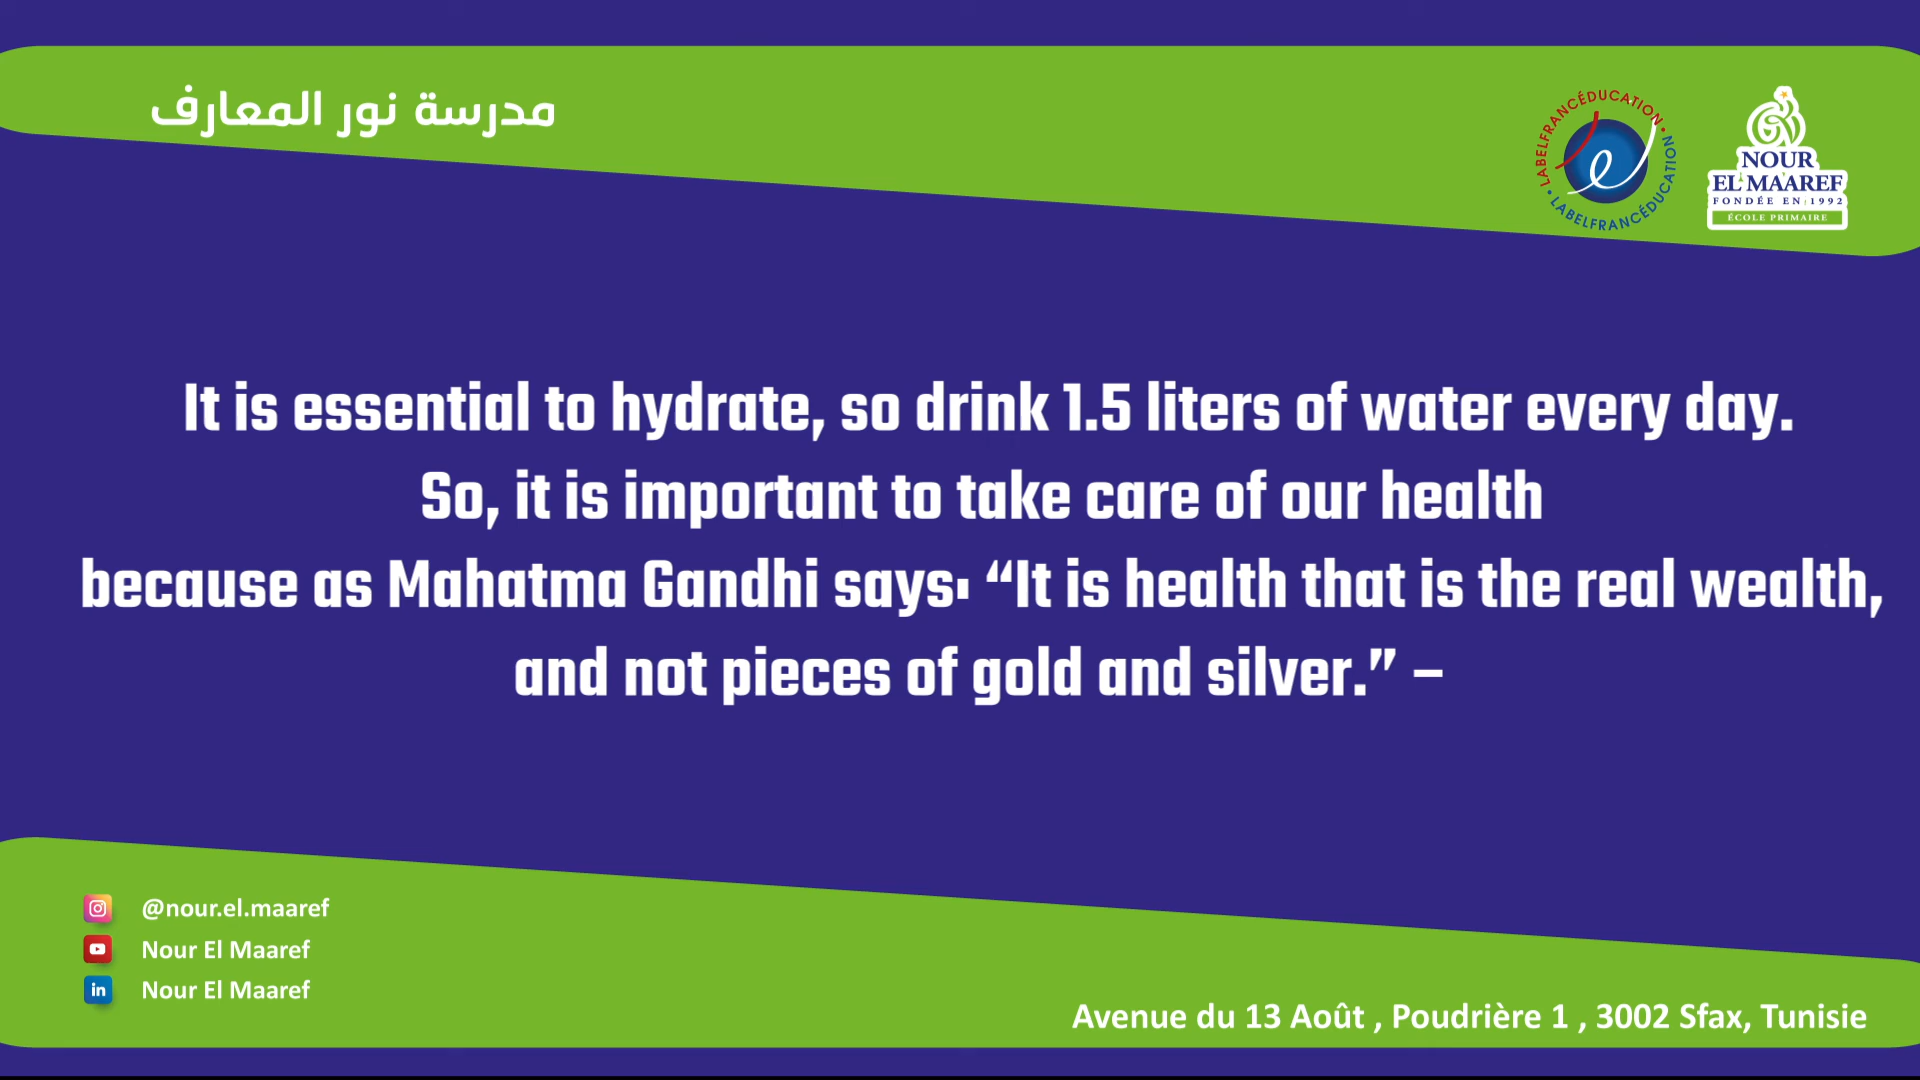 مدرسة نور المعارف
• LABELFRANCÉDUCATION • LABELFRANCÉDUCATION
e
NOUR
EL MAAREF
FONDÉE EN 1992
ÉCOLE PRIMAIRE
It is essential to hydrate, so drink 1.5 liters of water every day.
So, it is important to take care of our health
because as Mahatma Gandhi says: “It is health that is the real wealth,
and not pieces of gold and silver.” –
@nour.el.maaref
Nour El Maaref
in Nour El Maaref
Avenue du 13 Août , Poudrière 1 , 3002 Sfax, Tunisie